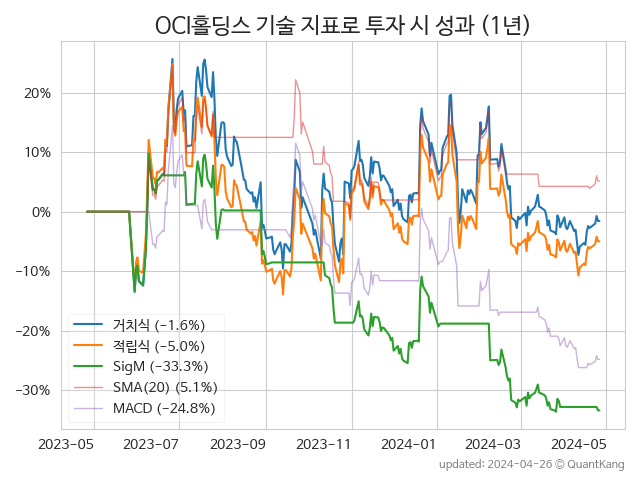 OCI홀딩스 기술 지표로 투자 시 성과 (1년)
20%
10%
0%
−10%
−20%
−30%
거치식 (−1.6%)
적립식 (−5.0%)
SigM (−33.3%)
SMA(20) (5.1%)
MACD (−24.8%)
2023-05 2023-07 2023-09 2023-11 2024-01 2024-03 2024-05
updated: 2024-04-26 © QuantKang